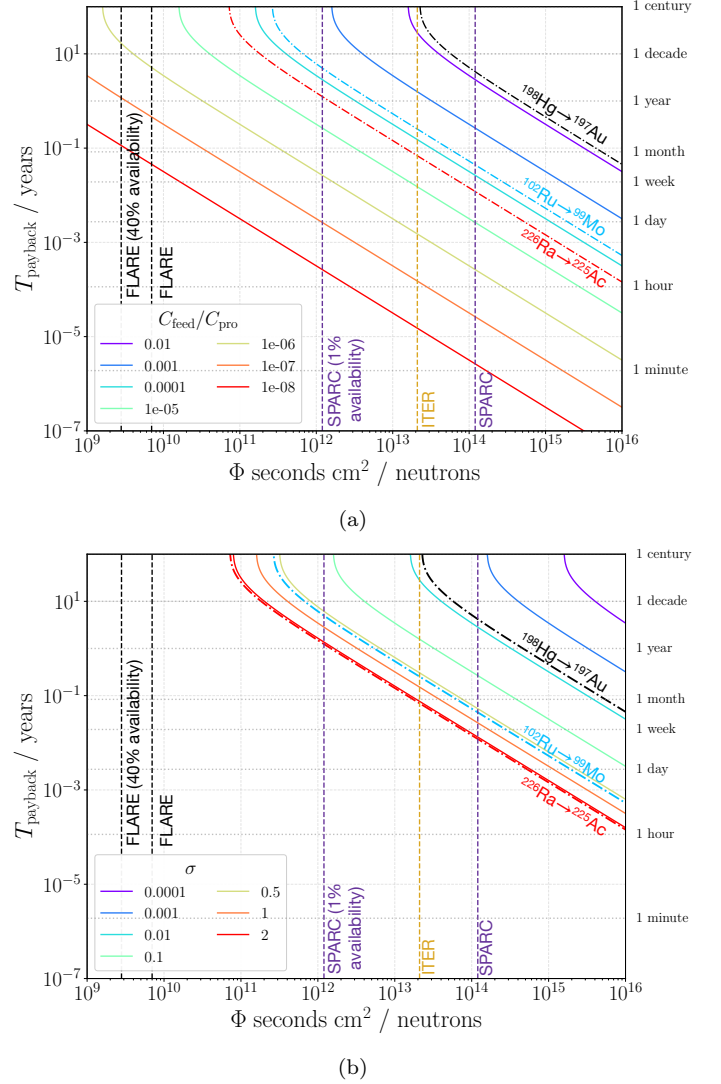 1 century
10^1
1 decade
1 year
10^-1
1 month
1 week
10^-3
1 day
1 hour
10^-5
1 minute
10^-7
T_payback / years
198Hg→197Au
102Ru→99Mo
226Ra→225Ac
FLARE (40% availability)
FLARE
SPARC (1%
availability)
ITER
SPARC
C_feed/C_pro
0.01
0.001
0.0001
1e-05
1e-06
1e-07
1e-08
10^9 10^10 10^11 10^12 10^13 10^14 10^15 10^16
Φ seconds cm^2 / neutrons
(a)
1 century
10^1
1 decade
1 year
10^-1
1 month
1 week
10^-3
1 day
1 hour
10^-5
1 minute
10^-7
T_payback / years
198Hg→197Au
102Ru→99Mo
226Ra→225Ac
FLARE (40% availability)
FLARE
SPARC (1%
availability)
ITER
SPARC
σ
0.0001
0.001
0.01
0.1
0.5
1
2
10^9 10^10 10^11 10^12 10^13 10^14 10^15 10^16
Φ seconds cm^2 / neutrons
(b)